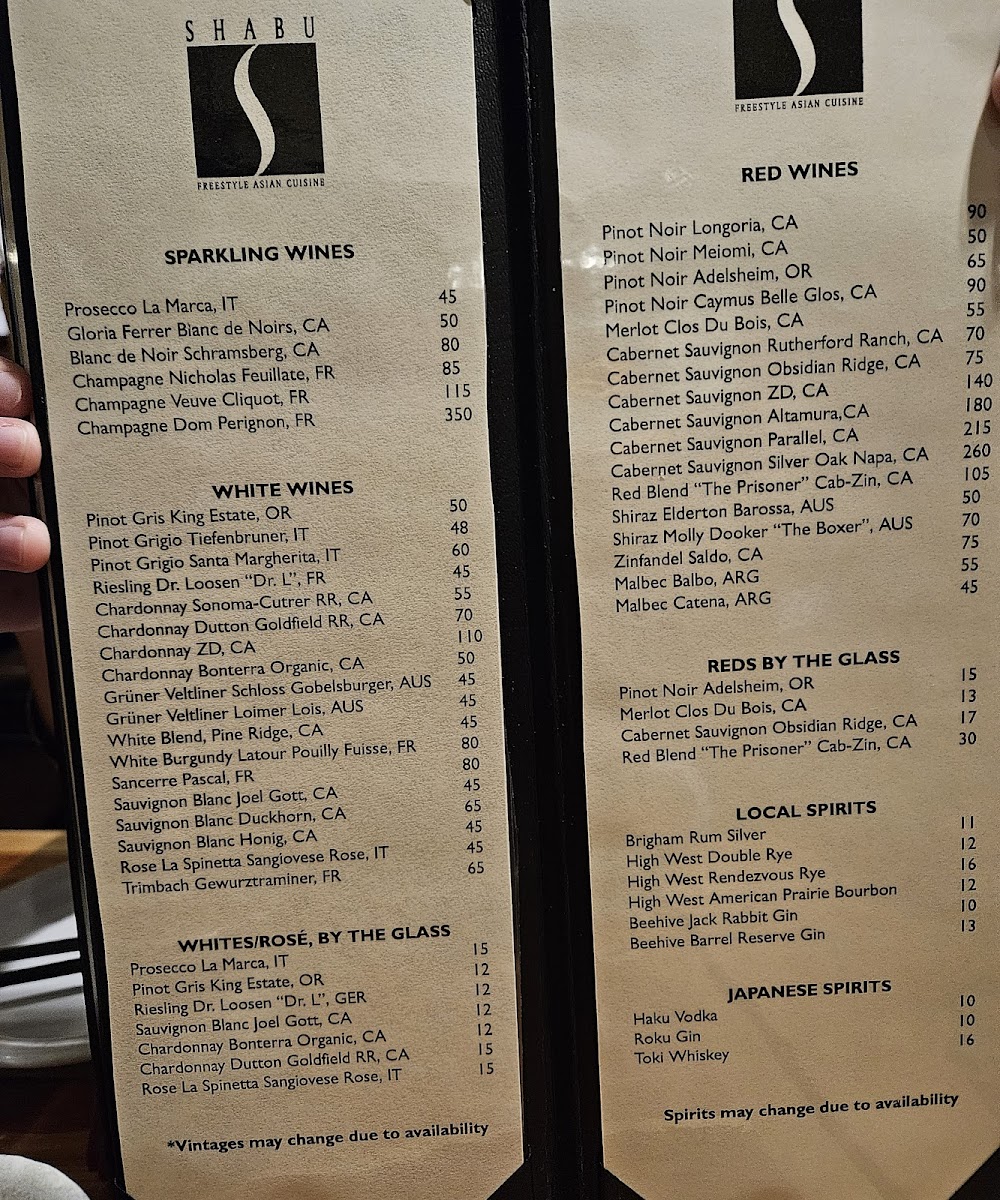 SHABU
FREESTYLE ASIAN CUISINE
SPARKLING WINES
Prosecco La Marca, IT 45
Gloria Ferrer Blanc de Noirs, CA 50
Blanc de Noir Schramsberg, CA 80
Champagne Nicholas Feuillate, FR 85
Champagne Veuve Cliquot, FR 115
Champagne Dom Perignon, FR 350
WHITE WINES
Pinot Gris King Estate, OR 50
Pinot Grigio Tiefenbruner, IT 48
Pinot Grigio Santa Margherita, IT 60
Riesling Dr. Loosen “Dr. L”, FR 45
Chardonnay Sonoma-Cutrer RR, CA 55
Chardonnay Dutton Goldfield RR, CA 70
Chardonnay ZD, CA 110
Chardonnay Bonterra Organic, CA 50
Grüner Veltliner Schloss Gobelsburger, AUS 45
Grüner Veltliner Loimer Lois, AUS 45
White Blend, Pine Ridge, CA 45
White Burgundy Latour Pouilly Fuisse, FR 80
Sancerre Pascal, FR 80
Sauvignon Blanc Joel Gott, CA 45
Sauvignon Blanc Duckhorn, CA 65
Sauvignon Blanc Honig, CA 45
Rose La Spinetta Sangiovese Rose, IT 45
Trimbach Gewurztraminer, FR 65
WHITES/ROSÉ, BY THE GLASS
Prosecco La Marca, IT 15
Pinot Gris King Estate, OR 12
Riesling Dr. Loosen “Dr. L”, GER 12
Sauvignon Blanc Joel Gott, CA 12
Chardonnay Bonterra Organic, CA 12
Chardonnay Dutton Goldfield RR, CA 15
Rose La Spinetta Sangiovese Rose, IT 15
*Vintages may change due to availability
FREESTYLE ASIAN CUISINE
RED WINES
Pinot Noir Longoria, CA 90
Pinot Noir Meiomi, CA 50
Pinot Noir Adelsheim, OR 65
Pinot Noir Caymus Belle Glos, CA 90
Merlot Clos Du Bois, CA 55
Cabernet Sauvignon Rutherford Ranch, CA 70
Cabernet Sauvignon Obsidian Ridge, CA 75
Cabernet Sauvignon ZD, CA 140
Cabernet Sauvignon Altamura,CA 180
Cabernet Sauvignon Parallel, CA 215
Cabernet Sauvignon Silver Oak Napa, CA 260
Red Blend “The Prisoner” Cab-Zin, CA 105
Shiraz Elderton Barossa, AUS 50
Shiraz Molly Dooker “The Boxer”, AUS 70
Zinfandel Saldo, CA 75
Malbec Balbo, ARG 55
Malbec Catena, ARG 45
REDS BY THE GLASS
Pinot Noir Adelsheim, OR 15
Merlot Clos Du Bois, CA 13
Cabernet Sauvignon Obsidian Ridge, CA 17
Red Blend “The Prisoner” Cab-Zin, CA 30
LOCAL SPIRITS
Brigham Rum Silver 11
High West Double Rye 12
High West Rendezvous Rye 16
High West American Prairie Bourbon 12
Beehive Jack Rabbit Gin 10
Beehive Barrel Reserve Gin 13
JAPANESE SPIRITS
Haku Vodka 10
Roku Gin 10
Toki Whiskey 16
Spirits may change due to availability